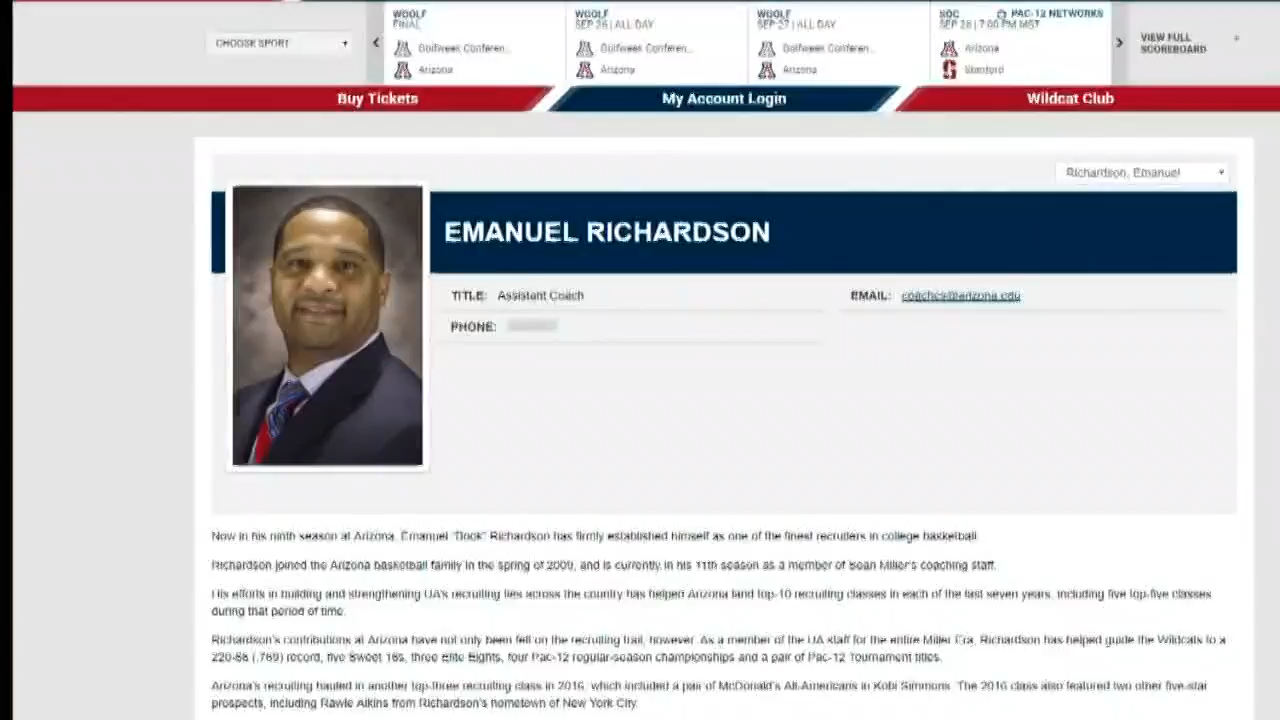 WGOLF
FINAL
Golfweek Conferen...
Arizona
WGOLF
SEP 26 | ALL DAY
Golfweek Conferen...
Arizona
WGOLF
SEP 27 | ALL DAY
Golfweek Conferen...
Arizona
SOC
PAC-12 NETWORKS
SEP 28 | 7:00 PM MST
Arizona
Stanford
CHOOSE SPORT
VIEW FULL
SCOREBOARD
Buy Tickets
My Account Login
Wildcat Club
Richardson, Emanuel
EMANUEL RICHARDSON
TITLE: Assistant Coach
EMAIL: coaches@arizona.edu
PHONE:
Now in his ninth season at Arizona, Emanuel "Book" Richardson has firmly established himself as one of the finest recruiters in college basketball.
Richardson joined the Arizona basketball family in the spring of 2009, and is currently in his 11th season as a member of Sean Miller's coaching staff.
His efforts in building and strengthening UA's recruiting ties across the country has helped Arizona land top-10 recruiting classes in each of the last seven years, including five top-five classes
during that period of time.
Richardson's contributions at Arizona have not only been felt on the recruiting trail, however. As a member of the UA staff for the entire Miller Era, Richardson has helped guide the Wildcats to a
220-66 (.769) record, five Sweet 16s, three Elite Eights, four Pac-12 regular-season championships and a pair of Pac-12 Tournament titles.
Arizona's recruiting hauled in another top-three recruiting class in 2016, which included a pair of McDonald's All-Americans in Kobi Simmons. The 2016 class also featured two other five-star
prospects, including Rawle Alkins from Richardson's hometown of New York City.